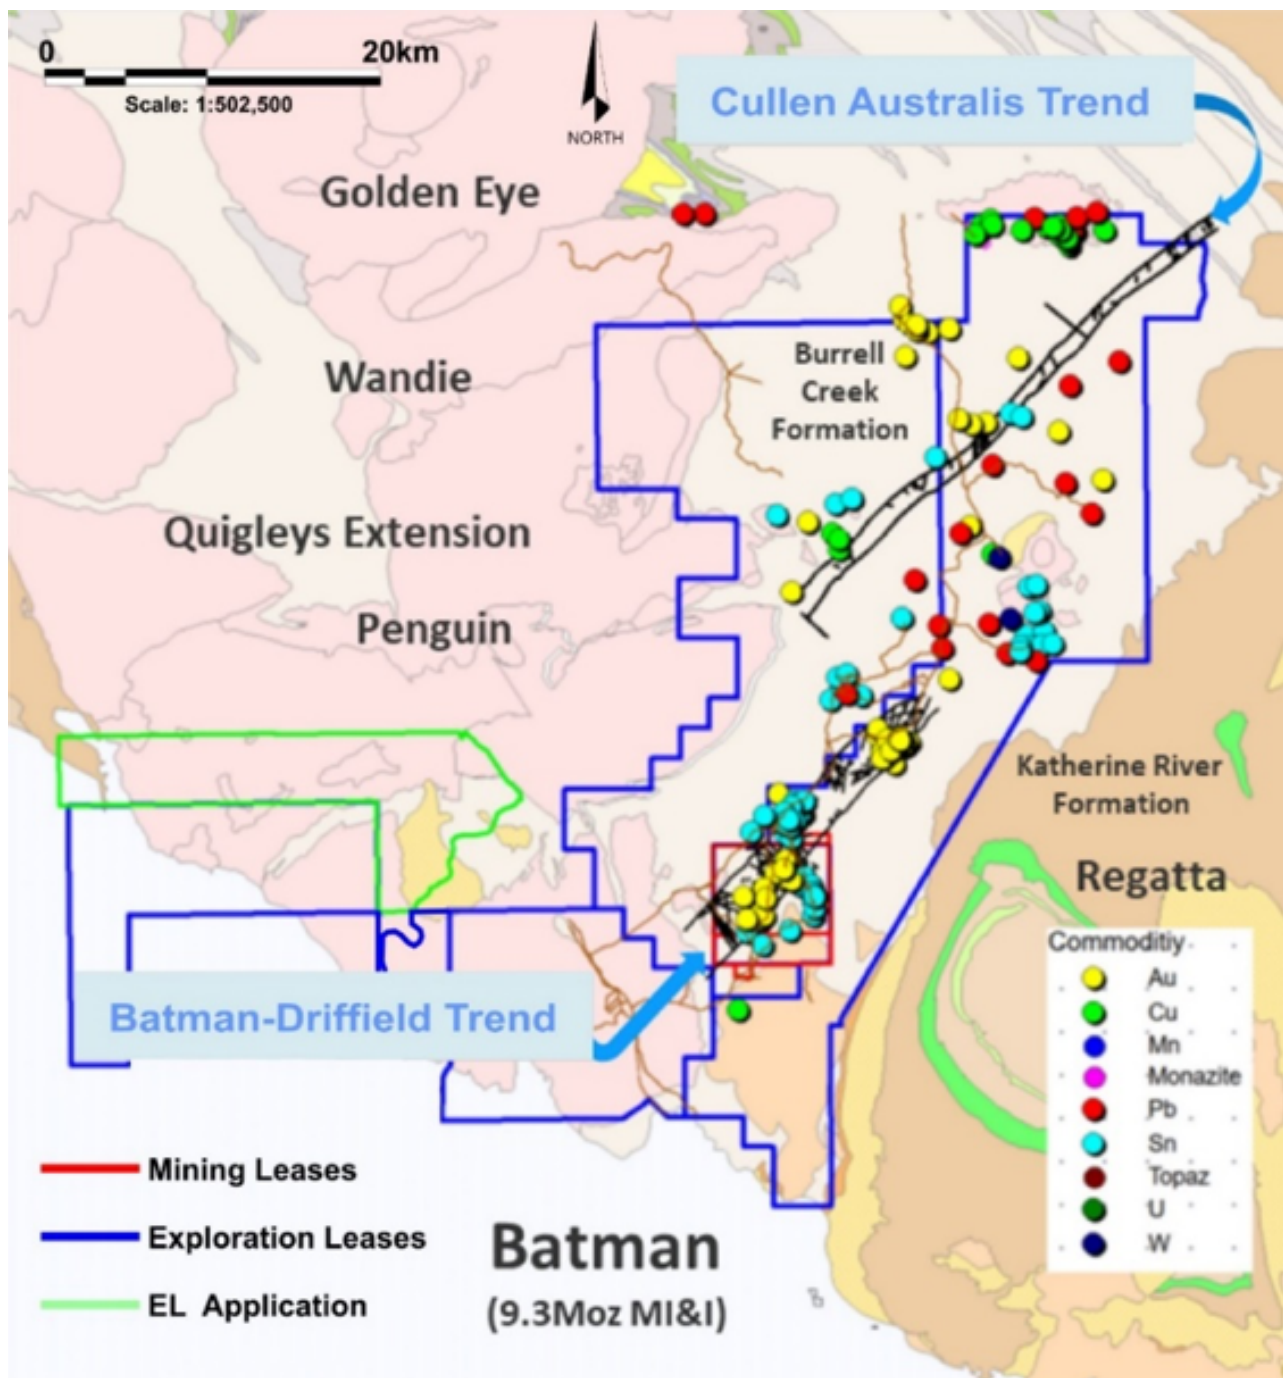 0 20km
Scale: 1:502,500
NORTH
Cullen Australis Trend
Golden Eye
Wandie
Burrell
Creek
Formation
Quigleys Extension
Penguin
Katherine River
Formation
Regatta
Commoditiy
Au
Cu
Mn
Monazite
Pb
Sn
Topaz
U
W
Batman-Driffield Trend
Mining Leases
Exploration Leases
EL Application
Batman
(9.3Moz MI&I)